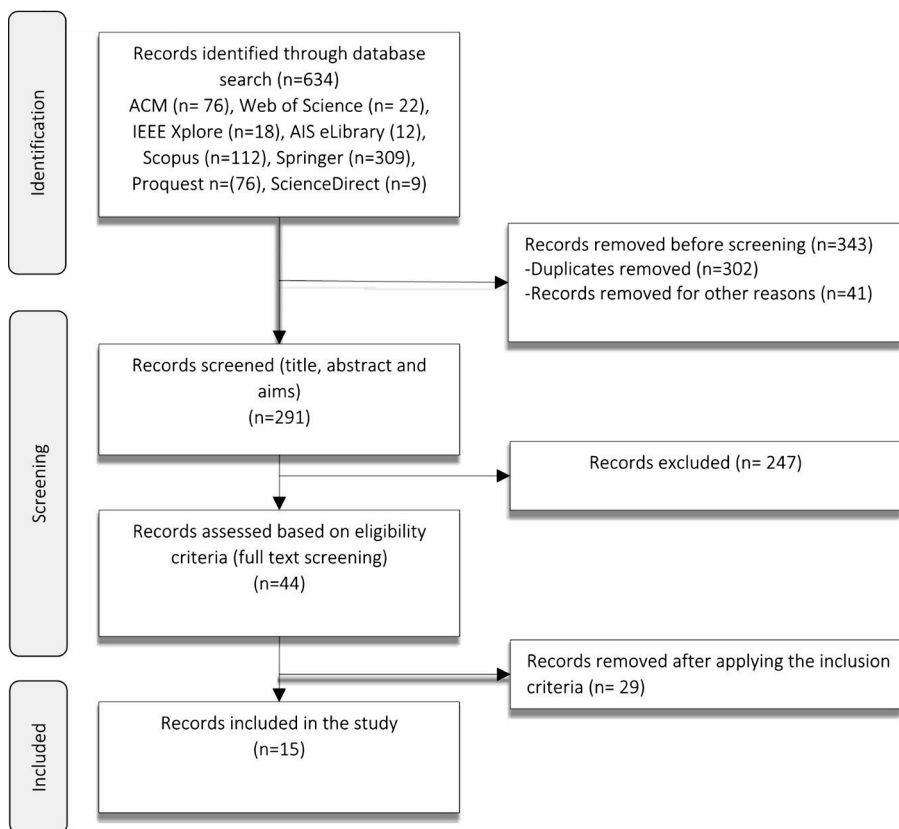 Identification
Records identified through database
search (n=634)
ACM (n= 76), Web of Science (n= 22),
IEEE Xplore (n=18), AIS eLibrary (12),
Scopus (n=112), Springer (n=309),
Proquest n=(76), ScienceDirect (n=9)
Records removed before screening (n=343)
-Duplicates removed (n=302)
-Records removed for other reasons (n=41)
Screening
Records screened (title, abstract and
aims)
(n=291)
Records excluded (n= 247)
Records assessed based on eligibility
criteria (full text screening)
(n=44)
Records removed after applying the inclusion
criteria (n= 29)
Included
Records included in the study
(n=15)